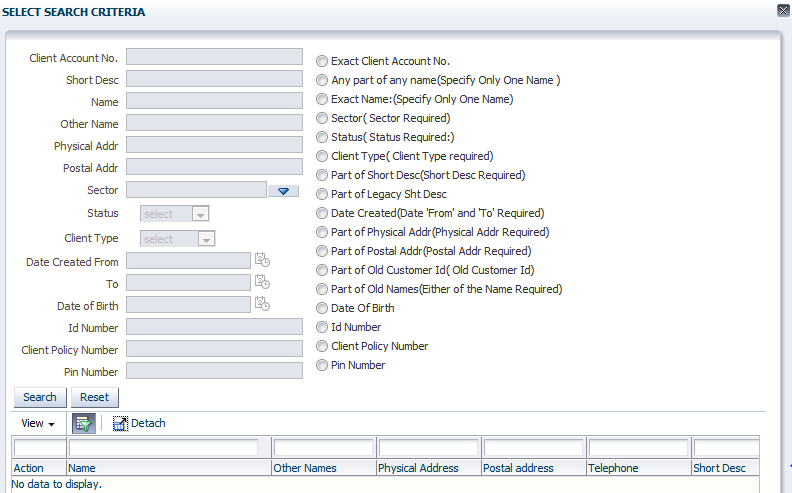 SELECT SEARCH CRITERIA
Client Account No.
Short Desc
Name
Other Name
Physical Addr
Postal Addr
Sector
Status select
Client Type select
Date Created From
To
Date of Birth
Id Number
Client Policy Number
Pin Number
Exact Client Account No.
Any part of any name(Specify Only One Name )
Exact Name:(Specify Only One Name)
Sector( Sector Required)
Status( Status Required:)
Client Type( Client Type required)
Part of Short Desc(Short Desc Required)
Part of Legacy Sht Desc
Date Created(Date 'From' and 'To' Required)
Part of Physical Addr(Physical Addr Required)
Part of Postal Addr(Postal Addr Required)
Part of Old Customer Id( Old Customer Id)
Part of Old Names(Either of the Name Required)
Date Of Birth
Id Number
Client Policy Number
Pin Number
Search Reset
View Detach
Action Name Other Names Physical Address Postal address Telephone Short Desc
No data to display.